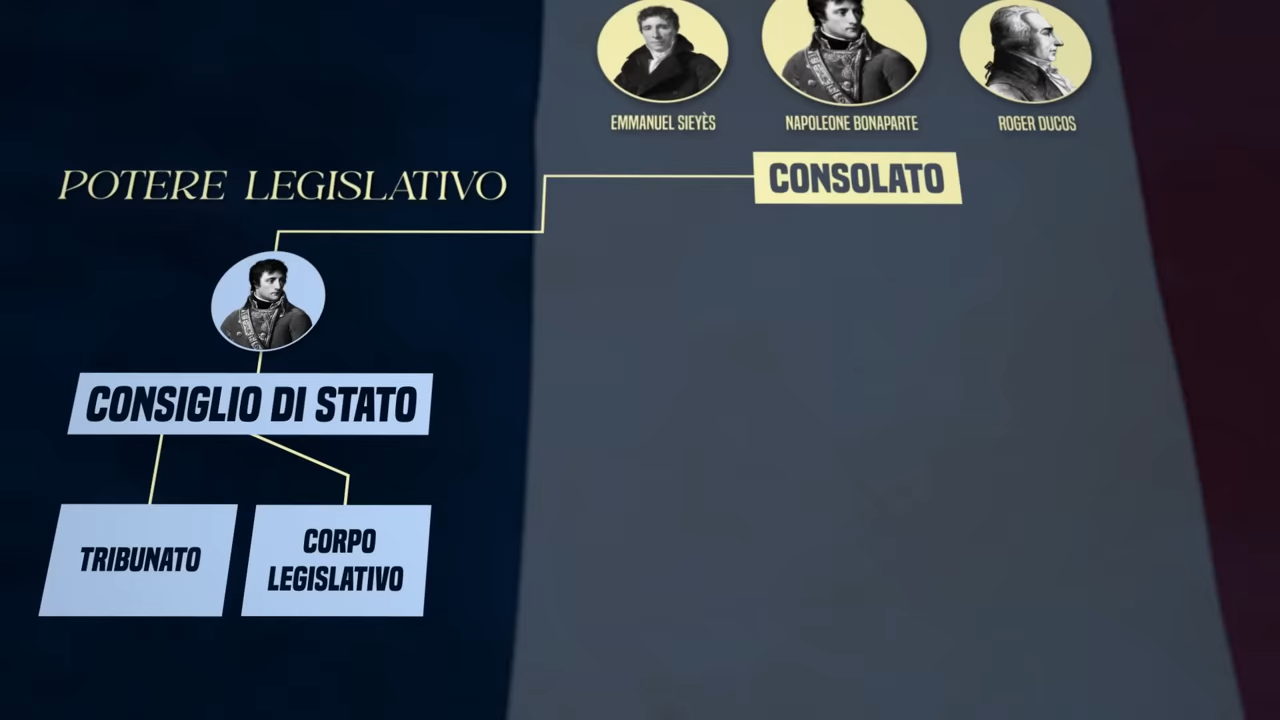 EMMANUEL SIEYÈS
NAPOLEONE BONAPARTE
ROGER DUCOS
CONSOLATO
POTERE LEGISLATIVO
CONSIGLIO DI STATO
TRIBUNATO
CORPO
LEGISLATIVO